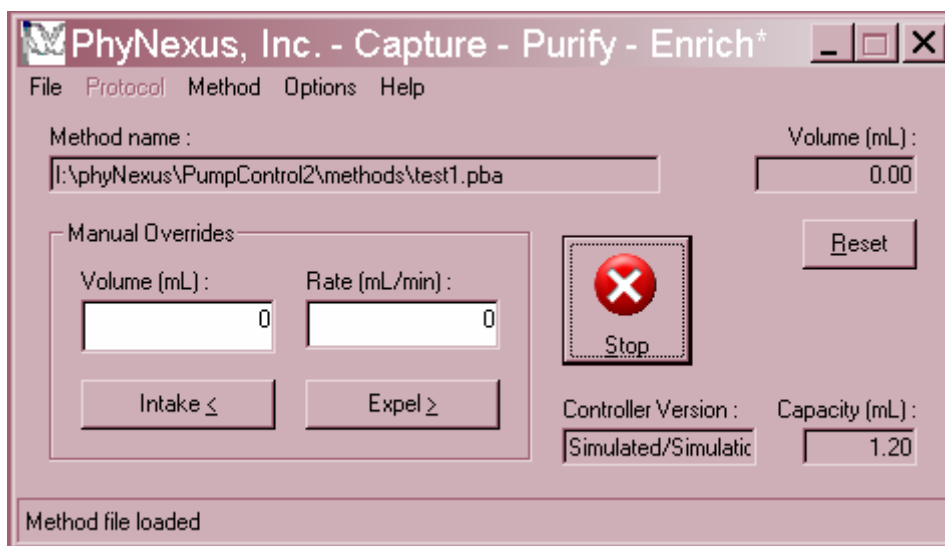 PhyNexus, Inc. - Capture - Purify - Enrich*
File Protocol Method Options Help
Method name :
Volume (mL) :
I:\phyNexus\PumpControl2\methods\test1.pba
0.00
Manual Overrides
Reset
Volume (mL) :
Rate (mL/min) :
0
0
Stop
Intake <
Expel >
Controller Version :
Capacity (mL) :
Simulated/Simulatic
1.20
Method file loaded